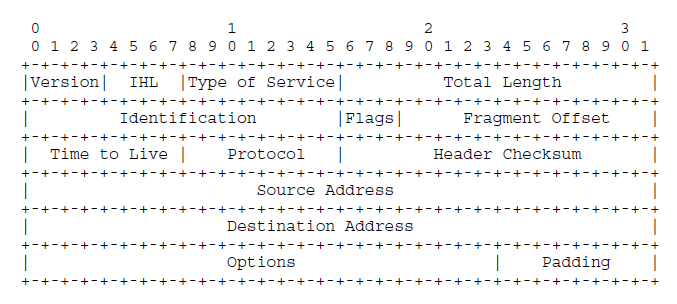 0                   1                   2                   3
 0 1 2 3 4 5 6 7 8 9 0 1 2 3 4 5 6 7 8 9 0 1 2 3 4 5 6 7 8 9 0 1
+-+-+-+-+-+-+-+-+-+-+-+-+-+-+-+-+-+-+-+-+-+-+-+-+-+-+-+-+-+-+-+-+
|Version|  IHL  |Type of Service|          Total Length         |
+-+-+-+-+-+-+-+-+-+-+-+-+-+-+-+-+-+-+-+-+-+-+-+-+-+-+-+-+-+-+-+-+
|         Identification        |Flags|      Fragment Offset    |
+-+-+-+-+-+-+-+-+-+-+-+-+-+-+-+-+-+-+-+-+-+-+-+-+-+-+-+-+-+-+-+-+
|  Time to Live |    Protocol   |         Header Checksum       |
+-+-+-+-+-+-+-+-+-+-+-+-+-+-+-+-+-+-+-+-+-+-+-+-+-+-+-+-+-+-+-+-+
|                       Source Address                          |
+-+-+-+-+-+-+-+-+-+-+-+-+-+-+-+-+-+-+-+-+-+-+-+-+-+-+-+-+-+-+-+-+
|                    Destination Address                        |
+-+-+-+-+-+-+-+-+-+-+-+-+-+-+-+-+-+-+-+-+-+-+-+-+-+-+-+-+-+-+-+-+
|                    Options                    |    Padding    |
+-+-+-+-+-+-+-+-+-+-+-+-+-+-+-+-+-+-+-+-+-+-+-+-+-+-+-+-+-+-+-+-+